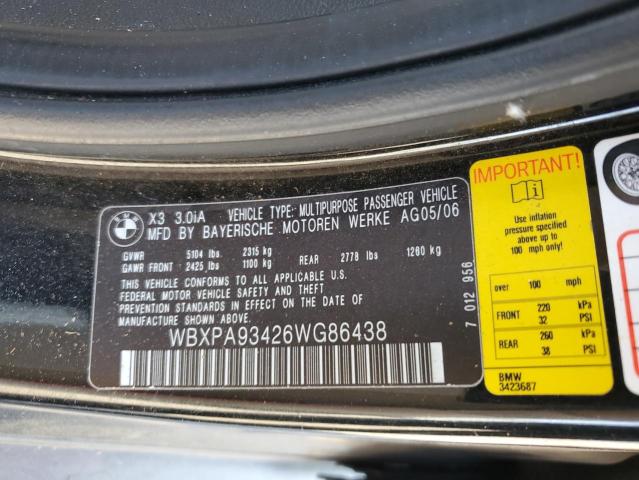 BMW
X3 3.0iA VEHICLE TYPE: MULTIPURPOSE PASSENGER VEHICLE
MFD BY BAYERISCHE MOTOREN WERKE AG05/06
GVWR 5104 lbs. 2315 kg
GAWR FRONT : 2425 lbs 1100 kg REAR 2778 lbs 1260 kg
THIS VEHICLE CONFORMS TO ALL APPLICABLE U.S.
FEDERAL MOTOR VEHICLE SAFETY AND THEFT
PREVENTION STANDARDS IN EFFECT ON THE DATE OF
MANUFACTURE SHOWN ABOVE.
WBXPA93426WG86438
7 012 956
IMPORTANT!
Use inflation
pressure specified
above up to
100 mph only!
over 100 mph
FRONT 220 kPa
32 PSI
REAR 260 kPa
38 PSI
BMW
3423687